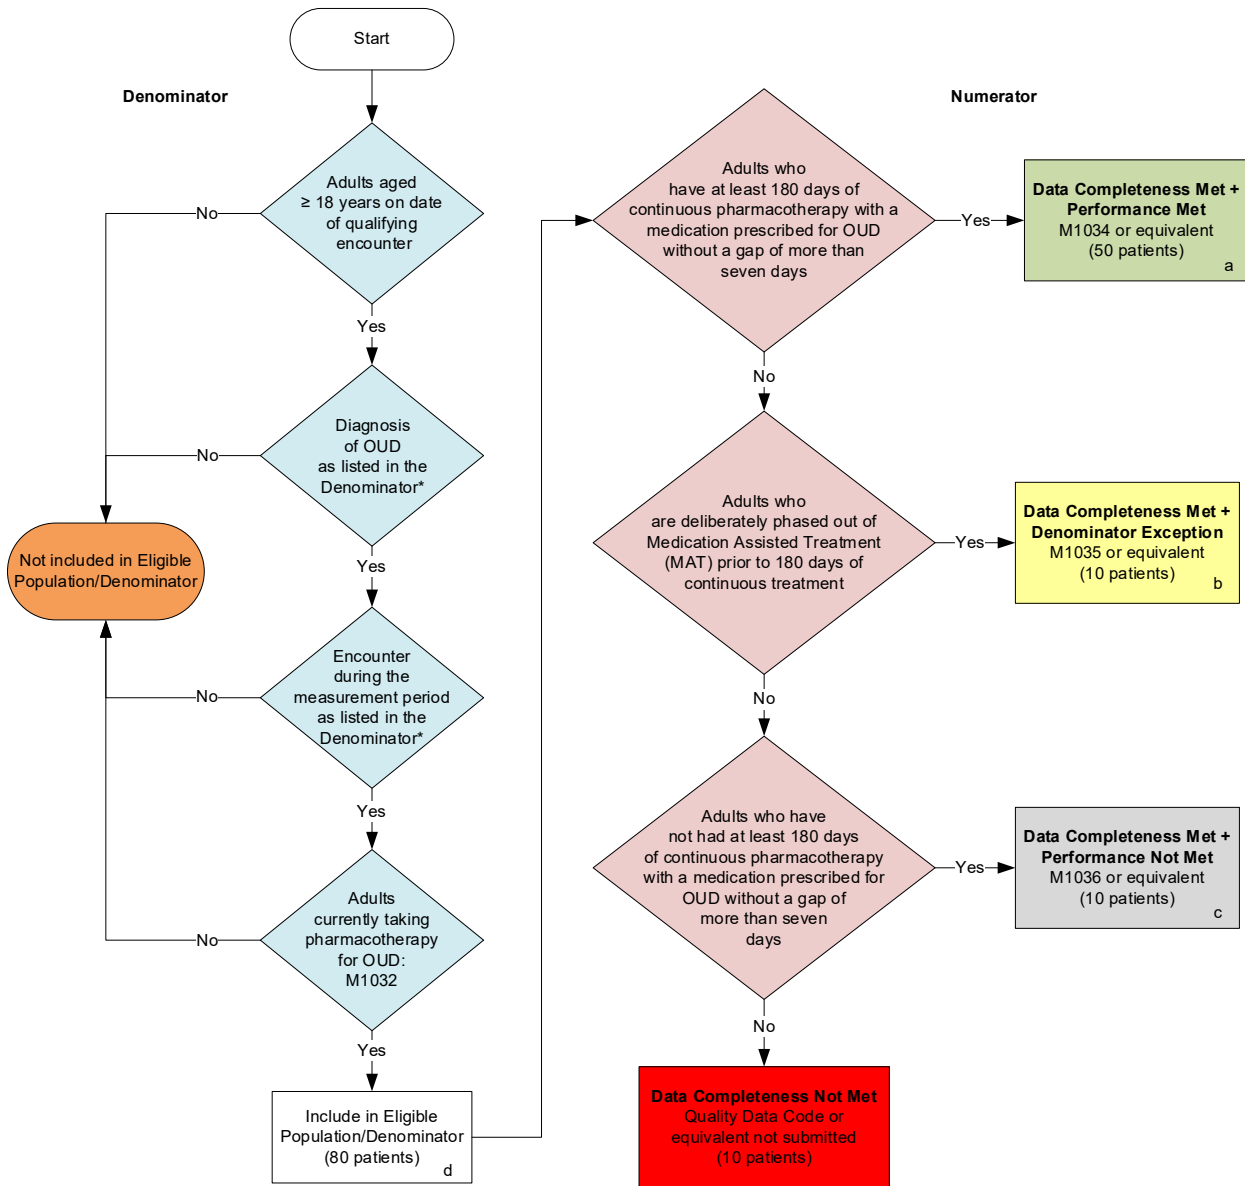 Start
Denominator
Adults aged
≥ 18 years on date
of qualifying
encounter
No
Yes
Diagnosis
of OUD
as listed in the
Denominator*
No
Yes
Not included in Eligible
Population/Denominator
Encounter
during the
measurement period
as listed in the
Denominator*
No
Yes
Adults
currently taking
pharmacotherapy
for OUD:
M1032
No
Yes
Include in Eligible
Population/Denominator
(80 patients)
d
Numerator
Adults who
have at least 180 days of
continuous pharmacotherapy with a
medication prescribed for OUD
without a gap of more than
seven days
Yes
Data Completeness Met +
Performance Met
M1034 or equivalent
(50 patients)
a
No
Adults who
are deliberately phased out of
Medication Assisted Treatment
(MAT) prior to 180 days of
continuous treatment
Yes
Data Completeness Met +
Denominator Exception
M1035 or equivalent
(10 patients)
b
No
Adults who have
not had at least 180 days
of continuous pharmacotherapy
with a medication prescribed for
OUD without a gap of
more than seven
days
Yes
Data Completeness Met +
Performance Not Met
M1036 or equivalent
(10 patients)
c
No
Data Completeness Not Met
Quality Data Code or
equivalent not submitted
(10 patients)